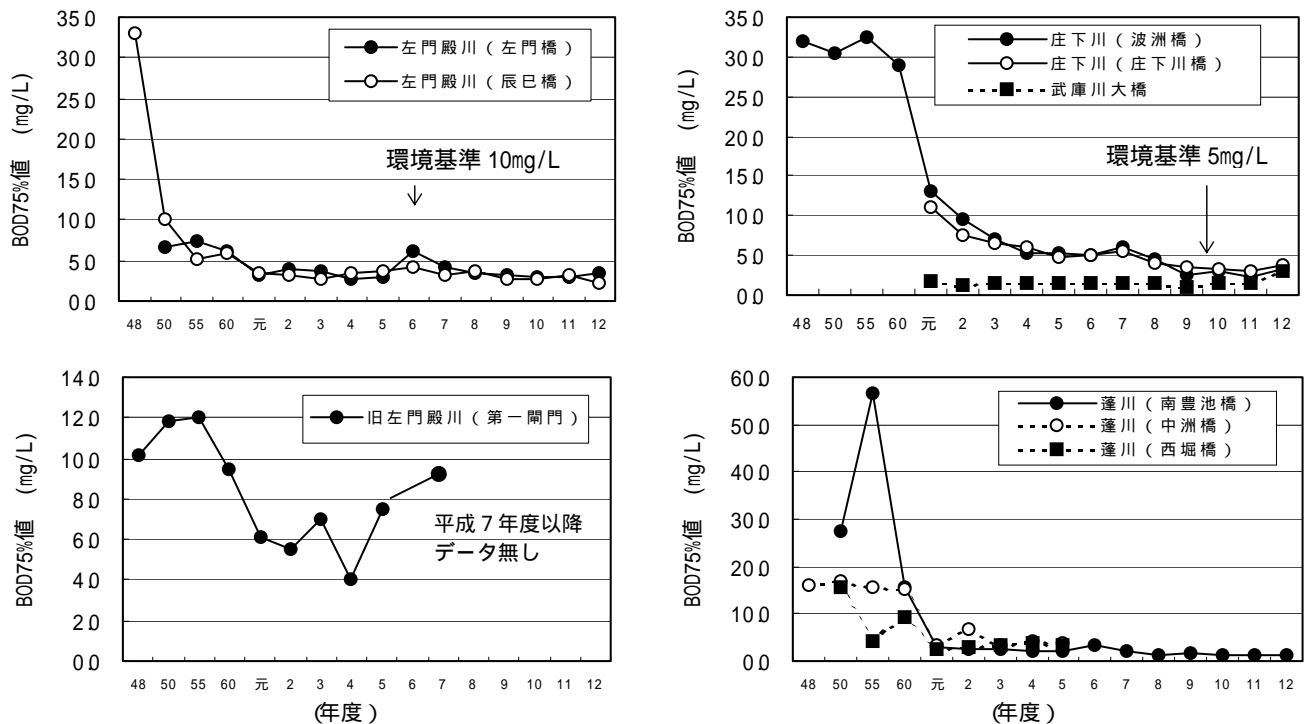 BOD75%値 (mg/L)
35.0
30.0
25.0
20.0
15.0
10.0
5.0
0.0
左門殿川(左門橋)
左門殿川(辰巳橋)
環境基準 10mg/L
48 50 55 60 元 2 3 4 5 6 7 8 9 10 11 12
BOD75%値 (mg/L)
35.0
30.0
25.0
20.0
15.0
10.0
5.0
0.0
庄下川(波洲橋)
庄下川(庄下川橋)
武庫川大橋
環境基準 5mg/L
48 50 55 60 元 2 3 4 5 6 7 8 9 10 11 12
BOD75%値 (mg/L)
14.0
12.0
10.0
8.0
6.0
4.0
2.0
0.0
旧左門殿川(第一閘門)
平成7年度以降
データ無し
48 50 55 60 元 2 3 4 5 6 7 8 9 10 11 12
(年度)
BOD75%値 (mg/L)
60.0
50.0
40.0
30.0
20.0
10.0
0.0
蓬川(南豊池橋)
蓬川(中洲橋)
蓬川(西堀橋)
48 50 55 60 元 2 3 4 5 6 7 8 9 10 11 12
(年度)